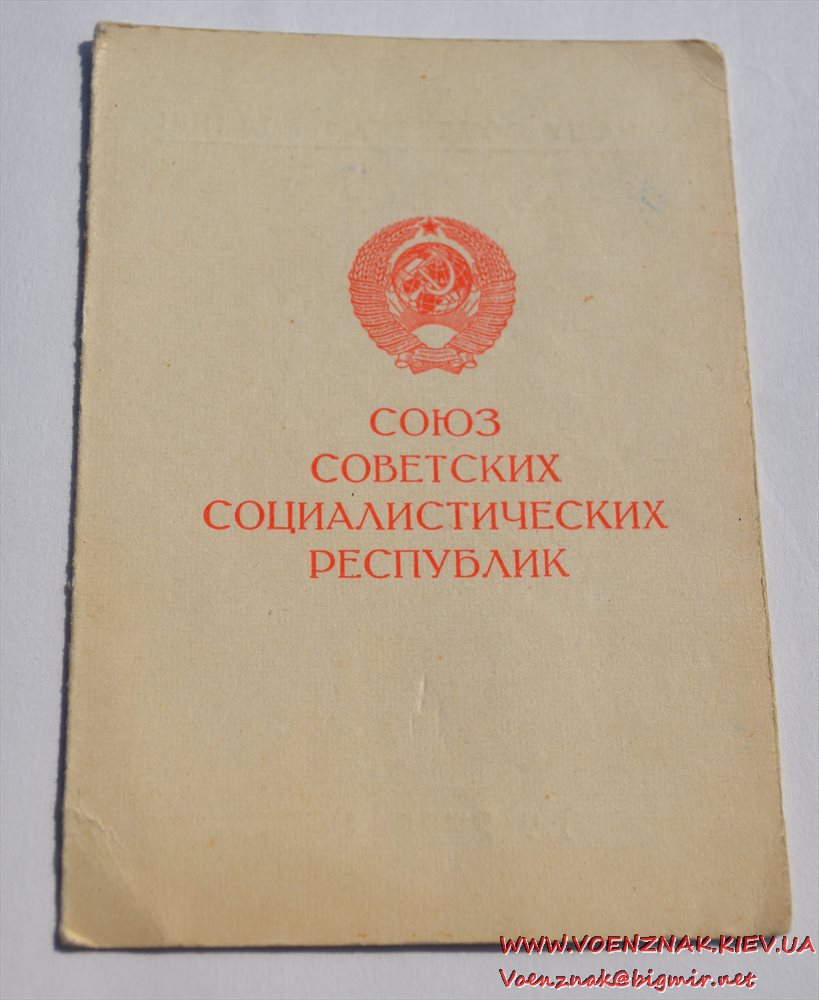 СОЮЗ
СОВЕТСКИХ
СОЦИАЛИСТИЧЕСКИХ
РЕСПУБЛИК
WWW.VOENZNAK.KIEV.UA
Voenznak@bigmir.net